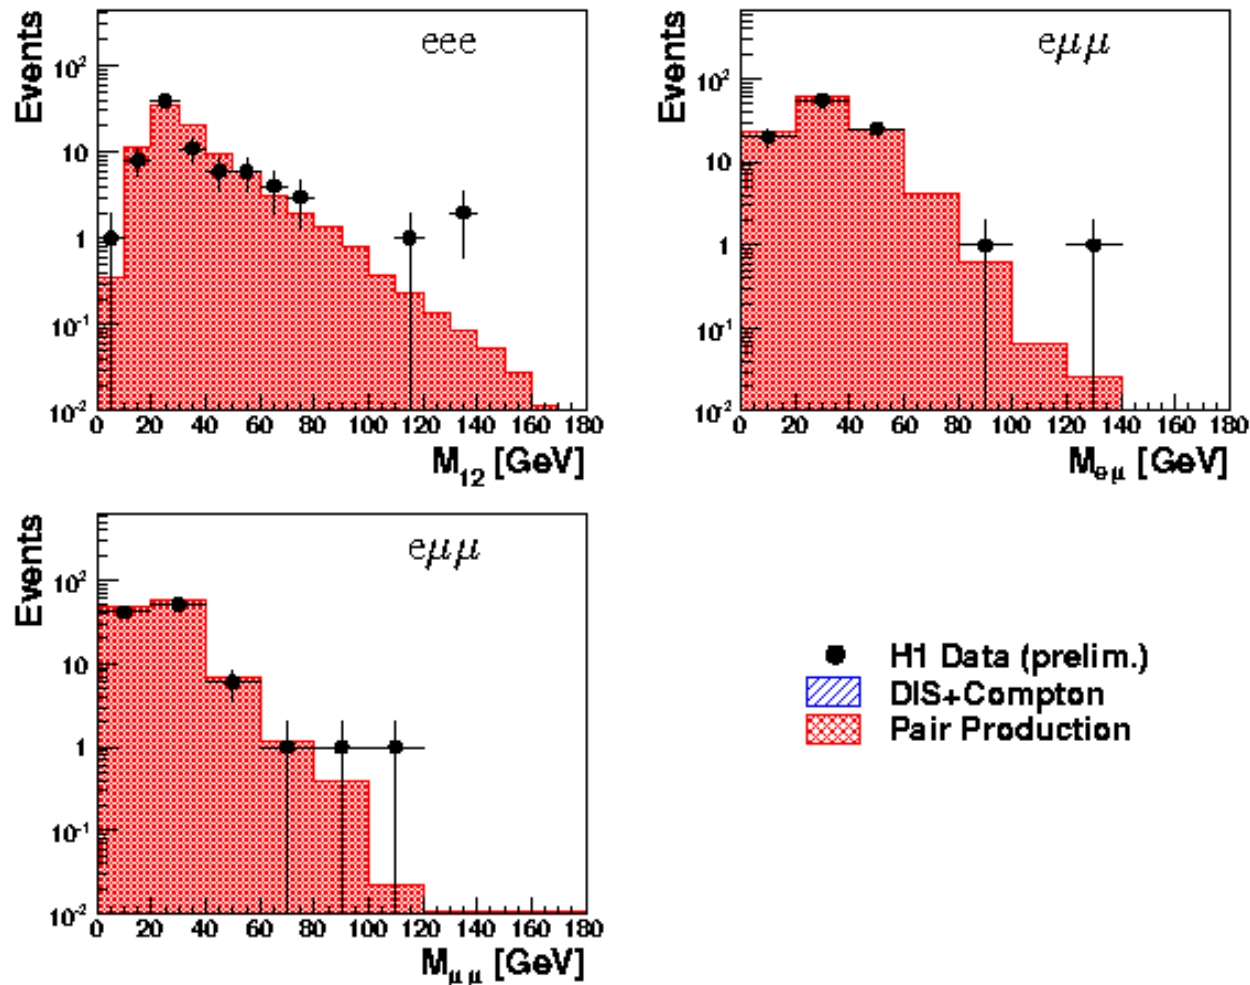 eee
Events
10²
10
1
10⁻¹
10⁻²
0 20 40 60 80 100 120 140 160 180
M₁₂ [GeV]
eμμ
Events
10²
10
1
10⁻¹
10⁻²
0 20 40 60 80 100 120 140 160 180
M_eμ [GeV]
eμμ
Events
10²
10
1
10⁻¹
10⁻²
0 20 40 60 80 100 120 140 160 180
M_μμ [GeV]
H1 Data (prelim.)
DIS+Compton
Pair Production